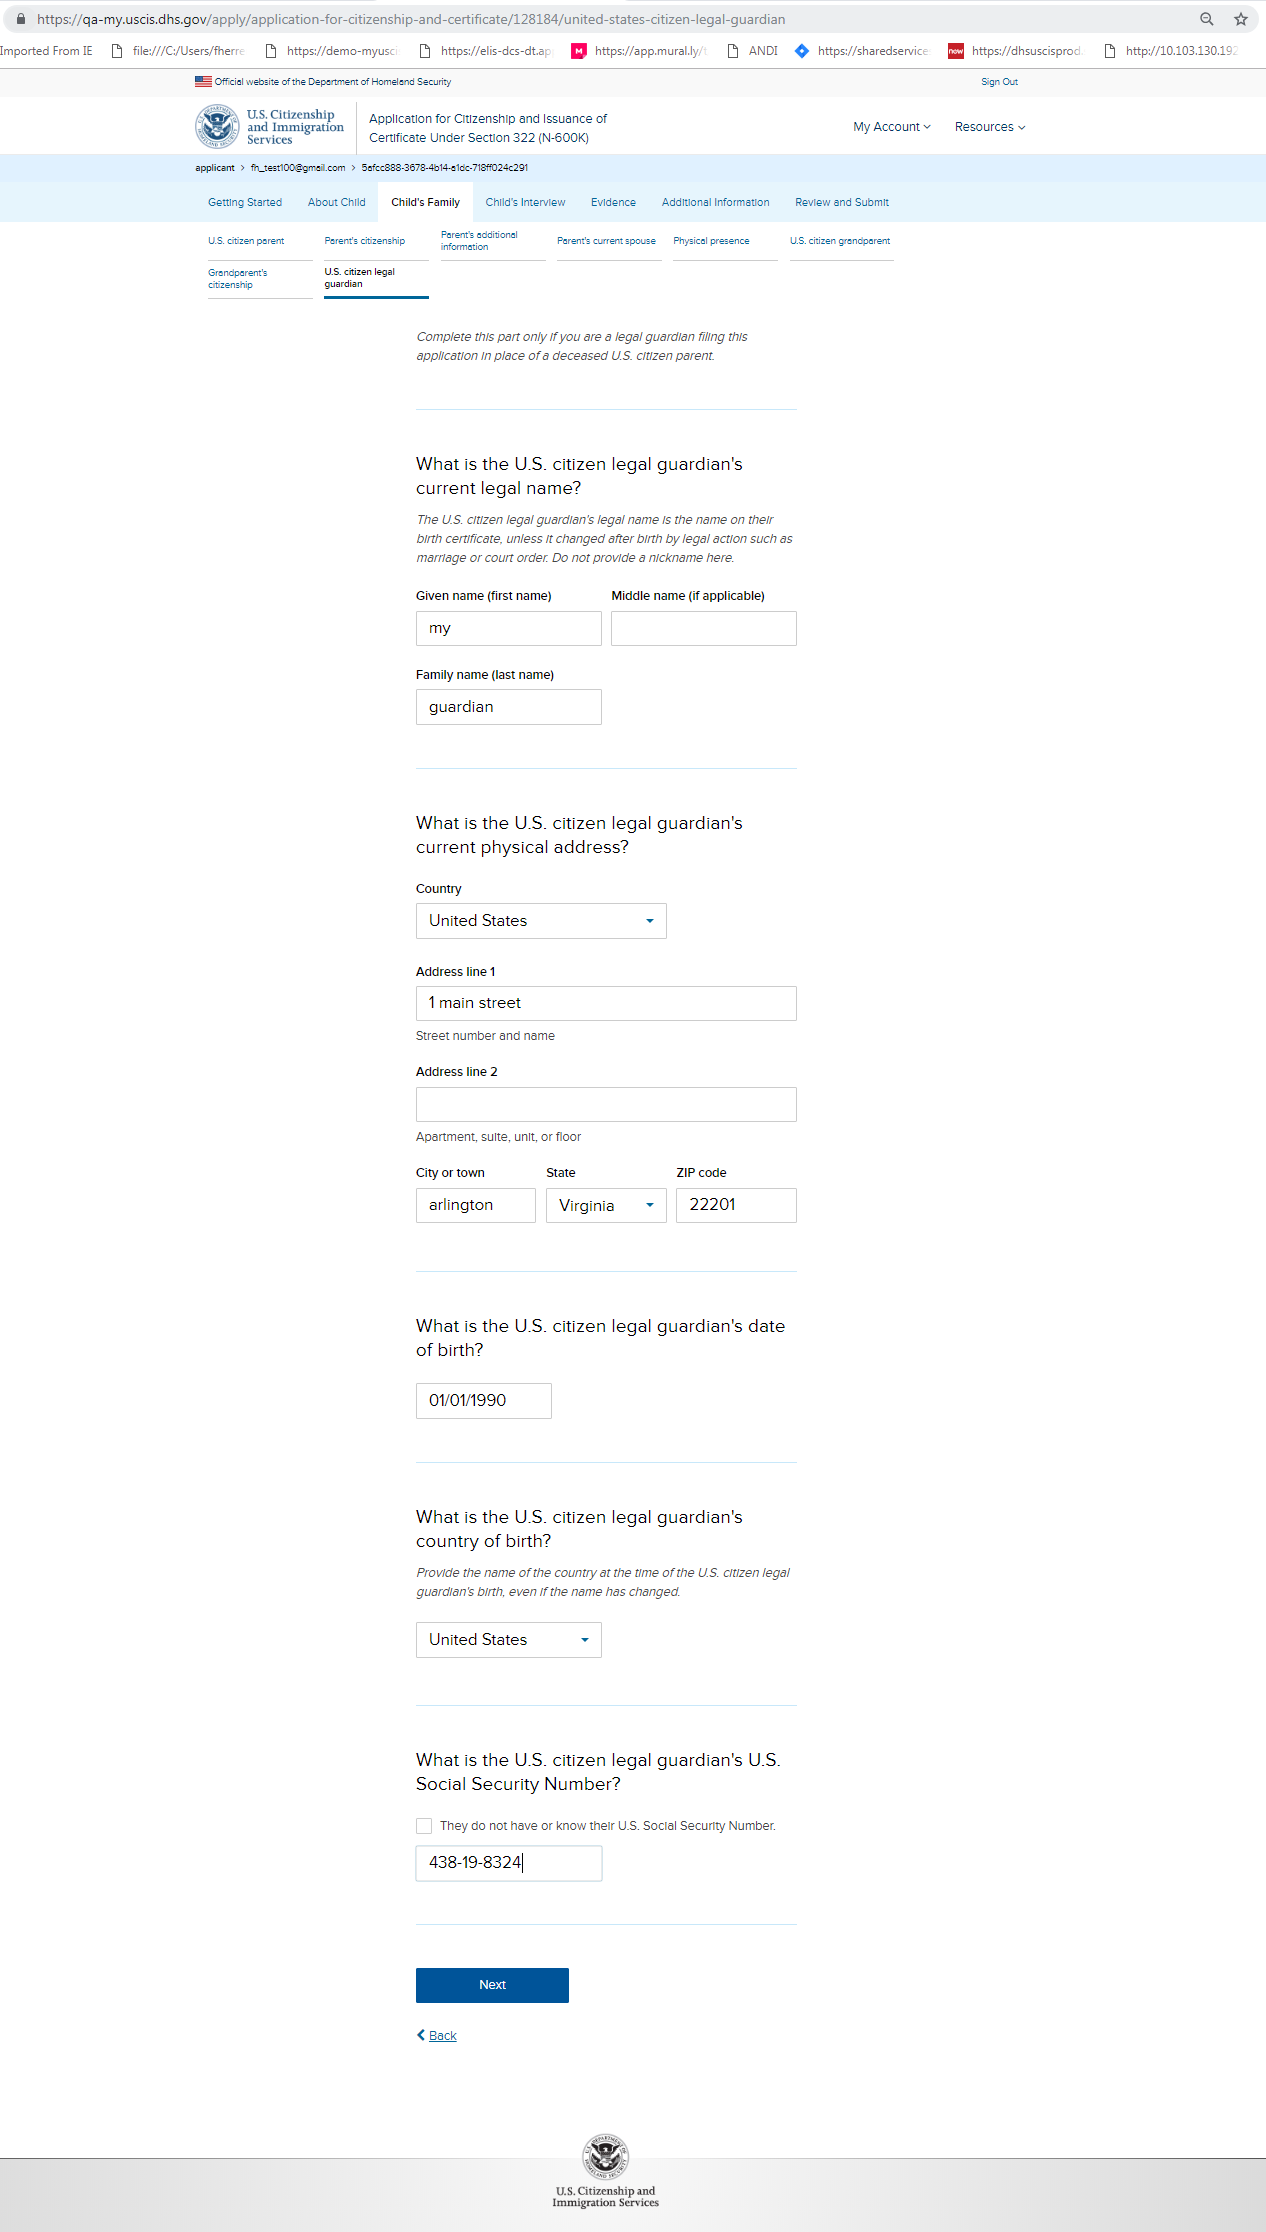 https://qa-my.uscis.dhs.gov/apply/application-for-citizenship-and-certificate/128184/united-states-citizen-legal-guardian
Imported From IE file:///C:/Users/fherre https://demo-myusci https://elis-dcs-dt.ap https://app.mural.ly/t ANDI https://sharedservice now https://dhsuscisprod. http://10.103.130.192
Official website of the Department of Homeland Security Sign Out
U.S. Citizenship
and Immigration
Services
Application for Citizenship and Issuance of
Certificate Under Section 322 (N-600K)
My Account Resources
applicant > fh_test100@gmail.com > 5afcc888-3678-4b14-a1dc-718ff024c291
Getting Started About Child Child's Family Child's Interview Evidence Additional Information Review and Submit
U.S. citizen parent
Parent's citizenship
Parent's additional
information
Parent's current spouse
Physical presence
U.S. citizen grandparent
Grandparent's
citizenship
U.S. citizen legal
guardian
Complete this part only if you are a legal guardian filing this
application in place of a deceased U.S. citizen parent.
What is the U.S. citizen legal guardian's
current legal name?
The U.S. citizen legal guardian's legal name is the name on their
birth certificate, unless it changed after birth by legal action such as
marriage or court order. Do not provide a nickname here.
Given name (first name) Middle name (if applicable)
my
Family name (last name)
guardian
What is the U.S. citizen legal guardian's
current physical address?
Country
United States
Address line 1
1 main street
Street number and name
Address line 2
Apartment, suite, unit, or floor
City or town State ZIP code
arlington Virginia 22201
What is the U.S. citizen legal guardian's date
of birth?
01/01/1990
What is the U.S. citizen legal guardian's
country of birth?
Provide the name of the country at the time of the U.S. citizen legal
guardian's birth, even if the name has changed.
United States
What is the U.S. citizen legal guardian's U.S.
Social Security Number?
They do not have or know their U.S. Social Security Number.
438-19-8324
Next
Back
U.S. Citizenship and
Immigration Services